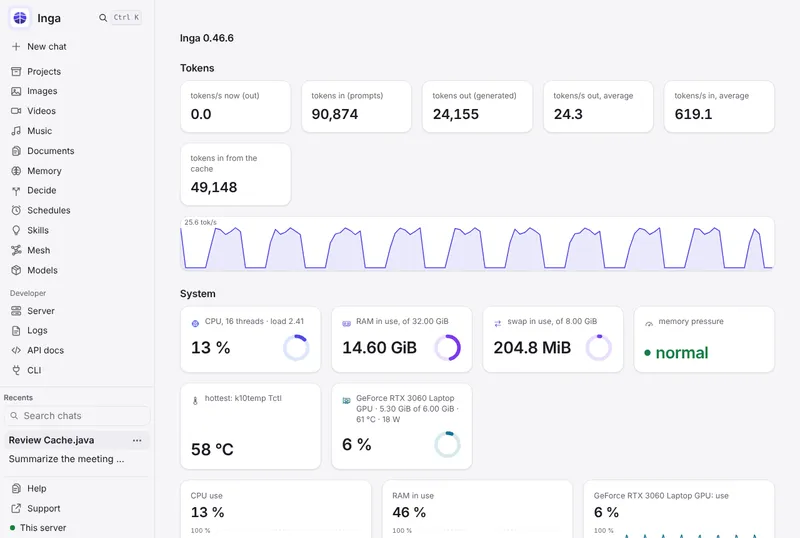 Inga
Ctrl K
New chat
Projects
Images
Videos
Music
Documents
Memory
Decide
Schedules
Skills
Mesh
Models
Developer
Server
Logs
API docs
CLI
Recents
Search chats
Review Cache.java
Summarize the meeting ...
Help
Support
This server
Inga 0.46.6
Tokens
tokens/s now (out)
0.0
tokens in (prompts)
90,874
tokens out (generated)
24,155
tokens/s out, average
24.3
tokens/s in, average
619.1
tokens in from the
cache
49,148
25.6 tok/s
System
CPU, 16 threads · load 2.41
13 %
RAM in use, of 32.00 GiB
14.60 GiB
swap in use, of 8.00 GiB
204.8 MiB
memory pressure
normal
hottest: k10temp Tctl
58 °C
GeForce RTX 3060 Laptop
GPU · 5.30 GiB of 6.00 GiB ·
61 °C · 18 W
6 %
CPU use
13 %
100 %
RAM in use
46 %
100 %
GeForce RTX 3060 Laptop GPU: use
6 %
100 %